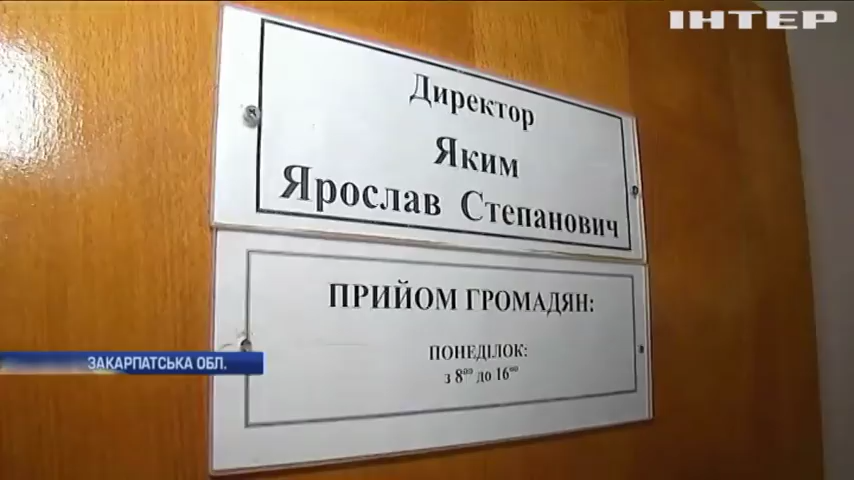 ІНТЕР
Директор
Яким
Ярослав Степанович
ПРИЙОМ ГРОМАДЯН:
ПОНЕДІЛОК:
з 8⁰⁰ до 16⁰⁰
ЗАКАРПАТСЬКА ОБЛ.